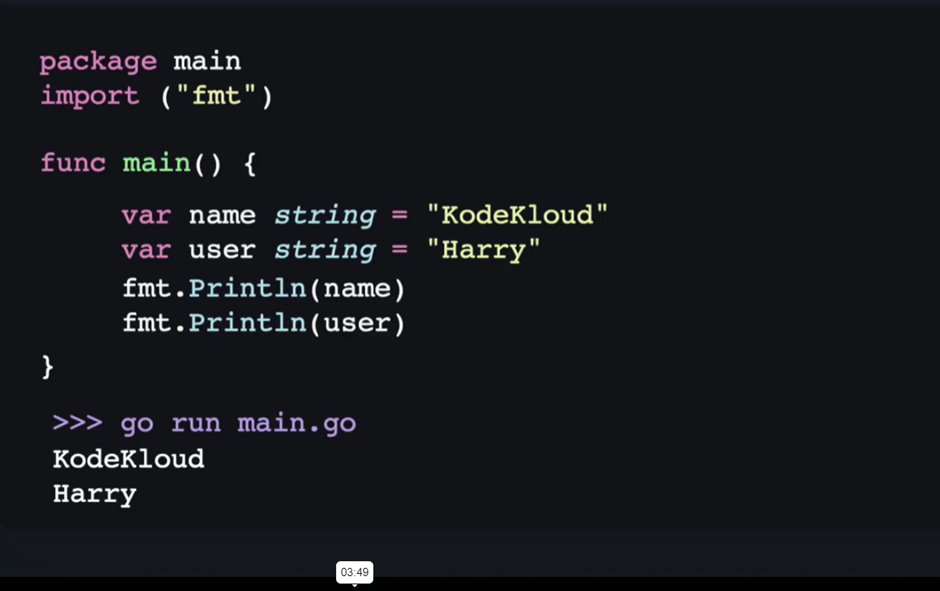 package main
import ("fmt")
func main() {
var name string = "KodeKloud"
var user string = "Harry"
fmt.Println(name)
fmt.Println(user)
}
>>> go run main.go
KodeKloud
Harry
03:49